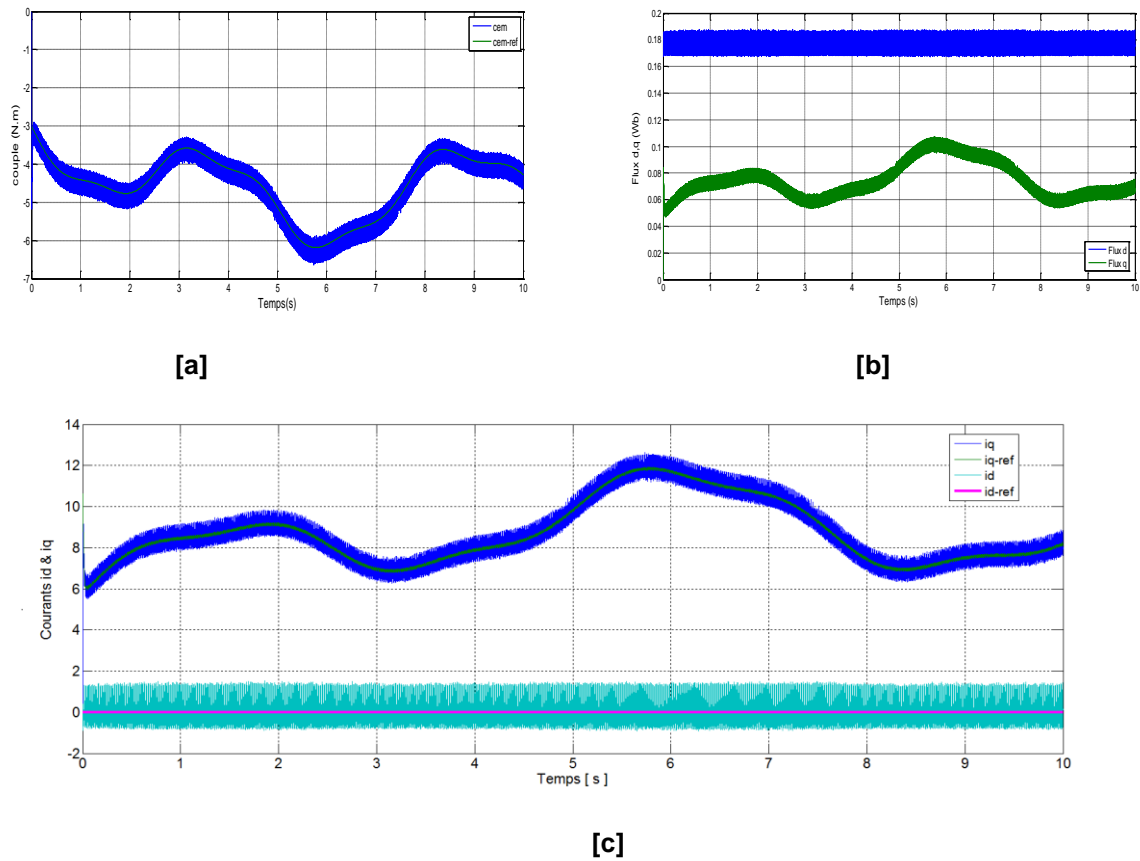 couple (N.m)
0
-1
-2
-3
-4
-5
-6
-7
0 1 2 3 4 5 6 7 8 9 10
Temps(s)
cem
cem-ref
[a]
Flux d,q (Wb)
0.2
0.18
0.16
0.14
0.12
0.1
0.08
0.06
0.04
0.02
0
0 1 2 3 4 5 6 7 8 9 10
Temps (s)
Flux d
Flux q
[b]
Courants id & iq
14
12
10
8
6
4
2
0
-2
0 1 2 3 4 5 6 7 8 9 10
Temps [ s ]
iq
iq-ref
id
id-ref
[c]